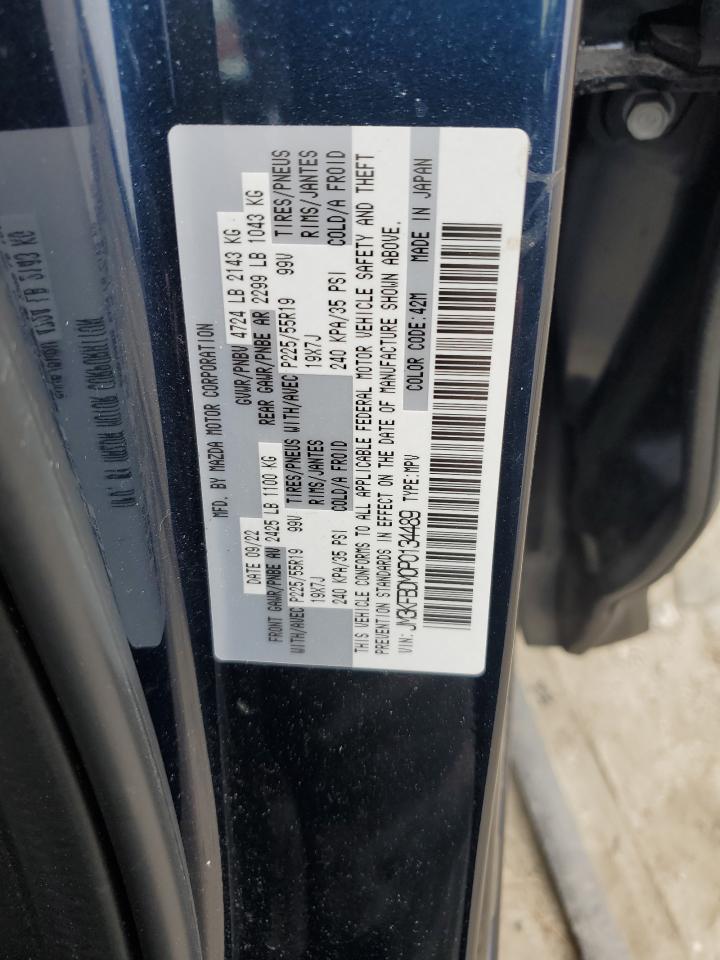 MFD. BY MAZDA MOTOR CORPORATION
DATE 09/22 GVWR/PNBV 4724 LB 2143 KG
FRONT GAWR/PNBE AV 2425 LB 1100 KG REAR GAWR/PNBE AR 2299 LB 1043 KG
WITH/AVEC P225/55R19 99V TIRES/PNEUS WITH/AVEC P225/55R19 99V TIRES/PNEUS
19X7J RIMS/JANTES 19X7J RIMS/JANTES
240 KPA/35 PSI COLD/A FROID 240 KPA/35 PSI COLD/A FROID
THIS VEHICLE CONFORMS TO ALL APPLICABLE FEDERAL MOTOR VEHICLE SAFETY AND THEFT
PREVENTION STANDARDS IN EFFECT ON THE DATE OF MANUFACTURE SHOWN ABOVE.
VIN: JM3KFBDM0P0134489 TYPE:MPV COLOR CODE:42M MADE IN JAPAN